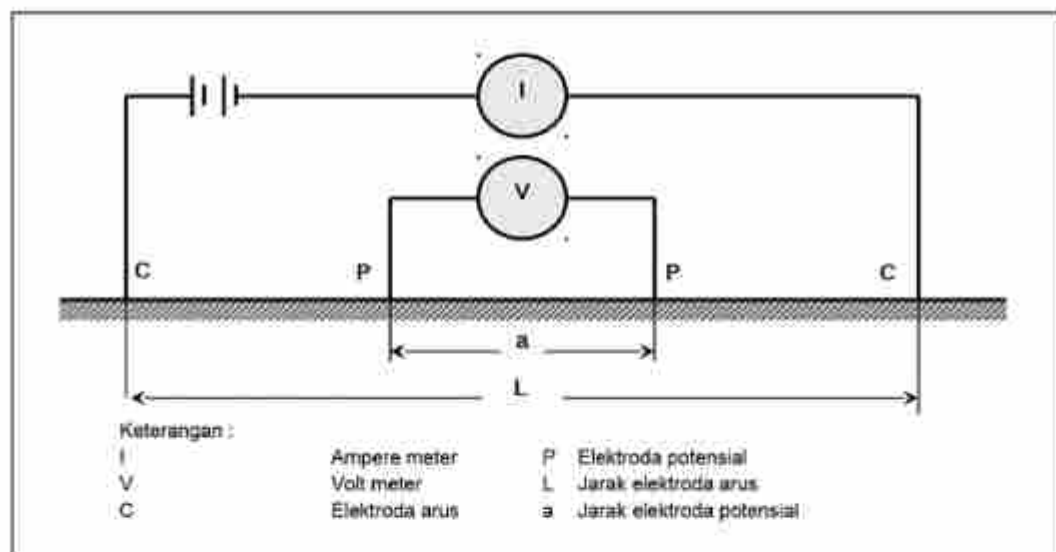 I
V
C P P C
a
L
Keterangan :
I Ampere meter P Elektroda potensial
V Volt meter L Jarak elektroda arus
C Elektroda arus a Jarak elektroda potensial